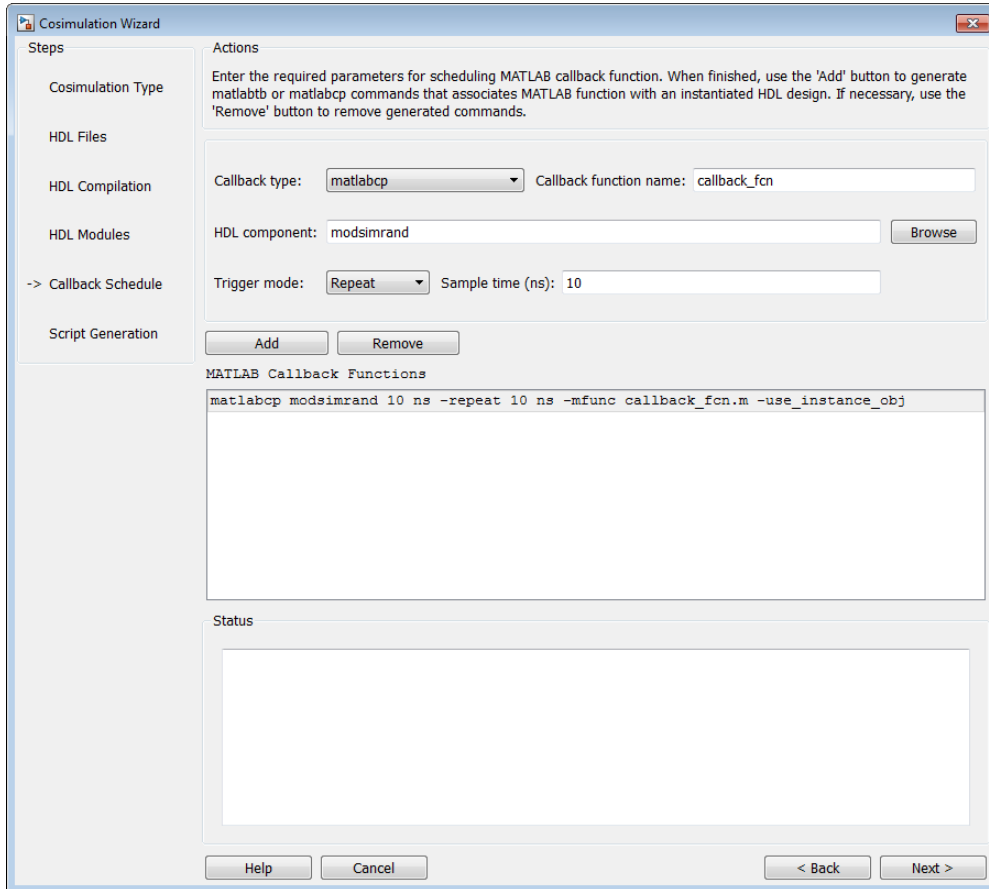 Cosimulation Wizard
Steps
Cosimulation Type
HDL Files
HDL Compilation
HDL Modules
-> Callback Schedule
Script Generation
Actions
Enter the required parameters for scheduling MATLAB callback function. When finished, use the 'Add' button to generate
matlabtb or matlabcp commands that associates MATLAB function with an instantiated HDL design. If necessary, use the
'Remove' button to remove generated commands.
Callback type: matlabcp Callback function name: callback_fcn
HDL component: modsimrand Browse
Trigger mode: Repeat Sample time (ns): 10
Add Remove
MATLAB Callback Functions
matlabcp modsimrand 10 ns -repeat 10 ns -mfunc callback_fcn.m -use_instance_obj
Status
Help Cancel < Back Next >